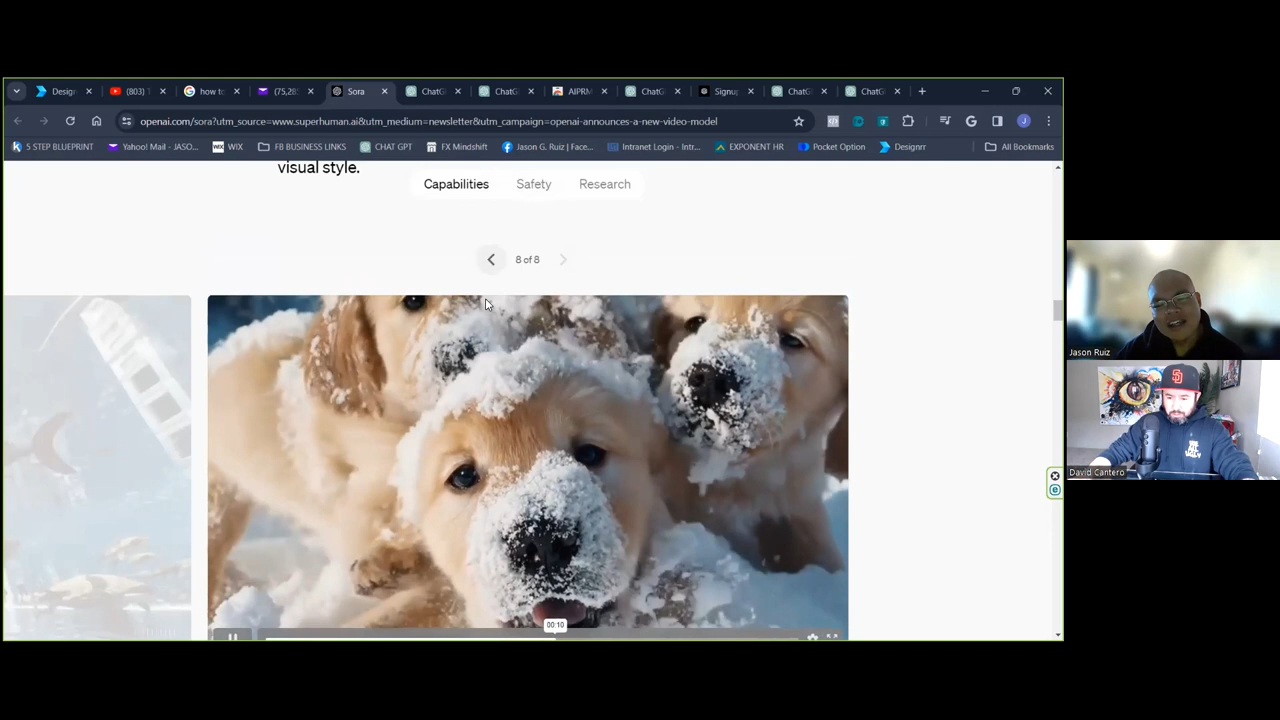 Design
(803)
how to
(75,28
Sora
ChatG
ChatG
AIPRM
ChatG
Signup
ChatG
ChatG
openai.com/sora?utm_source=www.superhuman.ai&utm_medium=newsletter&utm_campaign=openai-announces-a-new-video-model
J
5 STEP BLUEPRINT
Yahoo! Mail - JASO...
WIX
WIX
FB BUSINESS LINKS
CHAT GPT
FX Mindshift
Jason G. Ruiz | Face...
Intranet Login - Intr...
EXPONENT HR
Pocket Option
Designrr
All Bookmarks
visual style.
Capabilities
Safety
Research
8 of 8
00:10
Jason Ruiz
SD
David Cantero